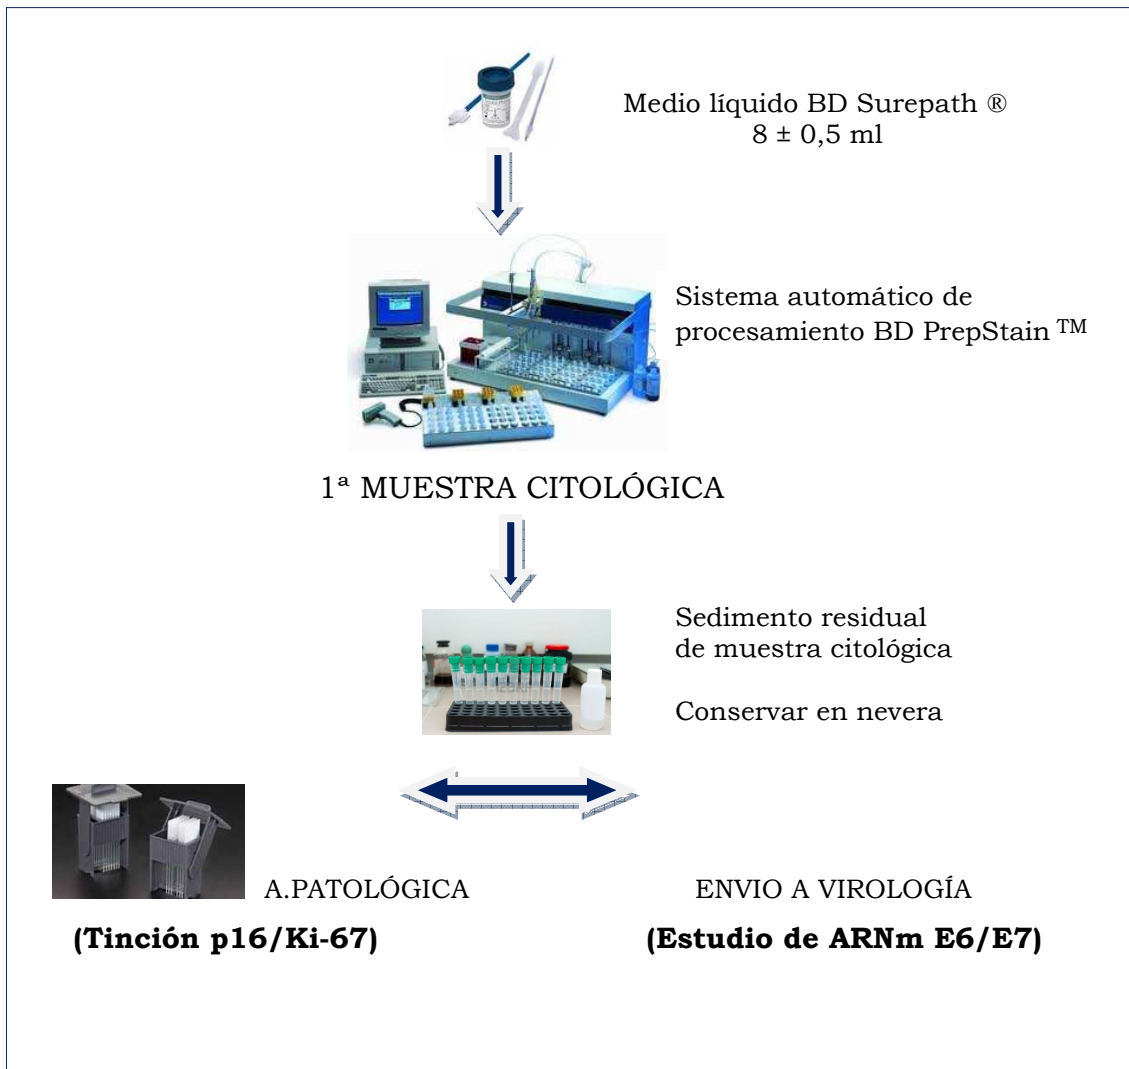 Medio líquido BD Surepath ®
8 ± 0,5 ml
Sistema automático de
procesamiento BD PrepStain TM
1ª MUESTRA CITOLÓGICA
Sedimento residual
de muestra citológica
Conservar en nevera
A.PATOLÓGICA
ENVIO A VIROLOGÍA
(Tinción p16/Ki-67)
(Estudio de ARNm E6/E7)